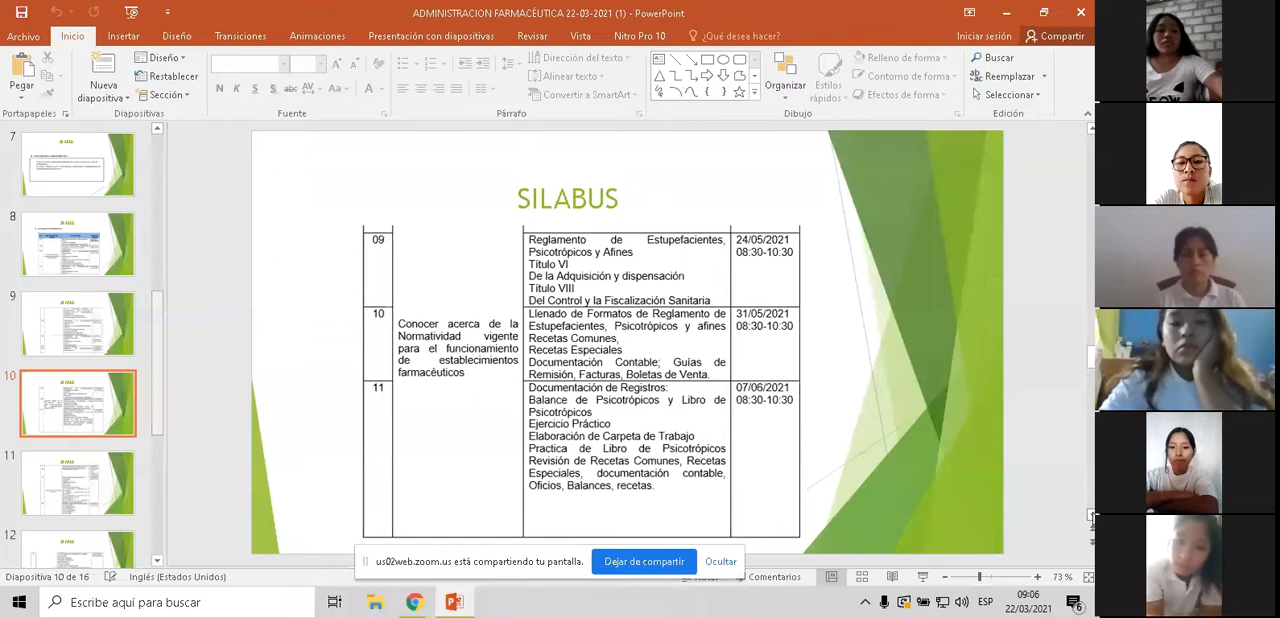 ADMINISTRACION FARMACÉUTICA 22-03-2021 (1) - PowerPoint
Archivo Inicio Insertar Diseño Transiciones Animaciones Presentación con diapositivas Revisar Vista Nitro Pro 10 ¿Qué desea hacer? Iniciar sesión Compartir
Pegar
Nueva diapositiva
Diseño
Restablecer
Sección
N K S S abc AV Aa A
Dirección del texto
Alinear texto
Convertir a SmartArt
Organizar
Estilos rápidos
Relleno de forma
Contorno de forma
Efectos de forma
Buscar
Reemplazar
Seleccionar
Portapapeles Diapositivas Fuente Párrafo Dibujo Edición
7
8
9
10
11
12
SILABUS
09
Reglamento de Estupefacientes,
Psicotrópicos y Afines
Título VI
De la Adquisición y dispensación
Título VIII
Del Control y la Fiscalización Sanitaria
24/05/2021
08:30-10:30
Conocer acerca de la
Normatividad vigente
para el funcionamiento
de establecimientos
farmacéuticos
10
Llenado de Formatos de Reglamento de
Estupefacientes, Psicotrópicos y afines
Recetas Comunes,
Recetas Especiales
Documentación Contable; Guías de
Remisión, Facturas, Boletas de Venta.
31/05/2021
08:30-10:30
11
Documentación de Registros:
Balance de Psicotrópicos y Libro de
Psicotrópicos
Ejercicio Práctico
Elaboración de Carpeta de Trabajo
Practica de Libro de Psicotrópicos
Revisión de Recetas Comunes, Recetas
Especiales, documentación contable,
Oficios, Balances, recetas.
07/06/2021
08:30-10:30
us02web.zoom.us está compartiendo tu pantalla. Dejar de compartir Ocultar
Diapositiva 10 de 16 Inglés (Estados Unidos) Comentarios 73 %
Escribe aquí para buscar
ESP
09:06
22/03/2021
6